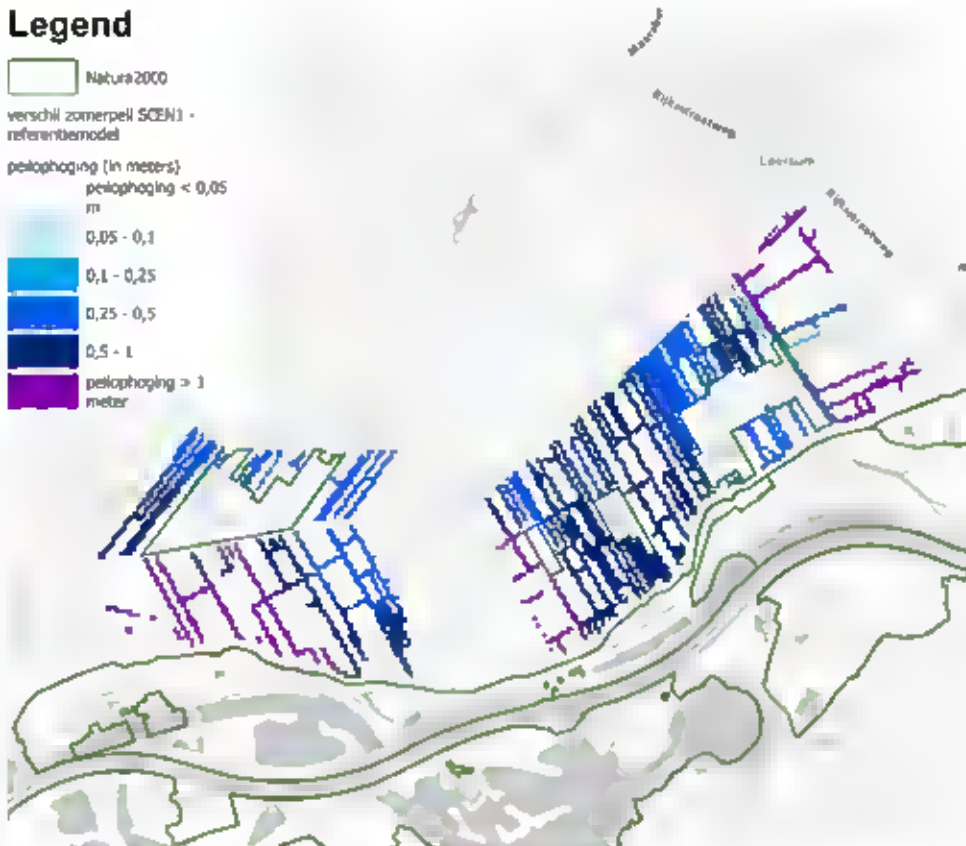 Legend
Natura2000
verschil zomerpeil SCEN1 -
referentiemodel
peilophoging (in meters)
peilophoging < 0,05
m
0,05 - 0,1
0,1 - 0,25
0,25 - 0,5
0,5 - 1
peilophoging > 1
meter
Rijksstraatweg
Leersum
Rijksstraatweg